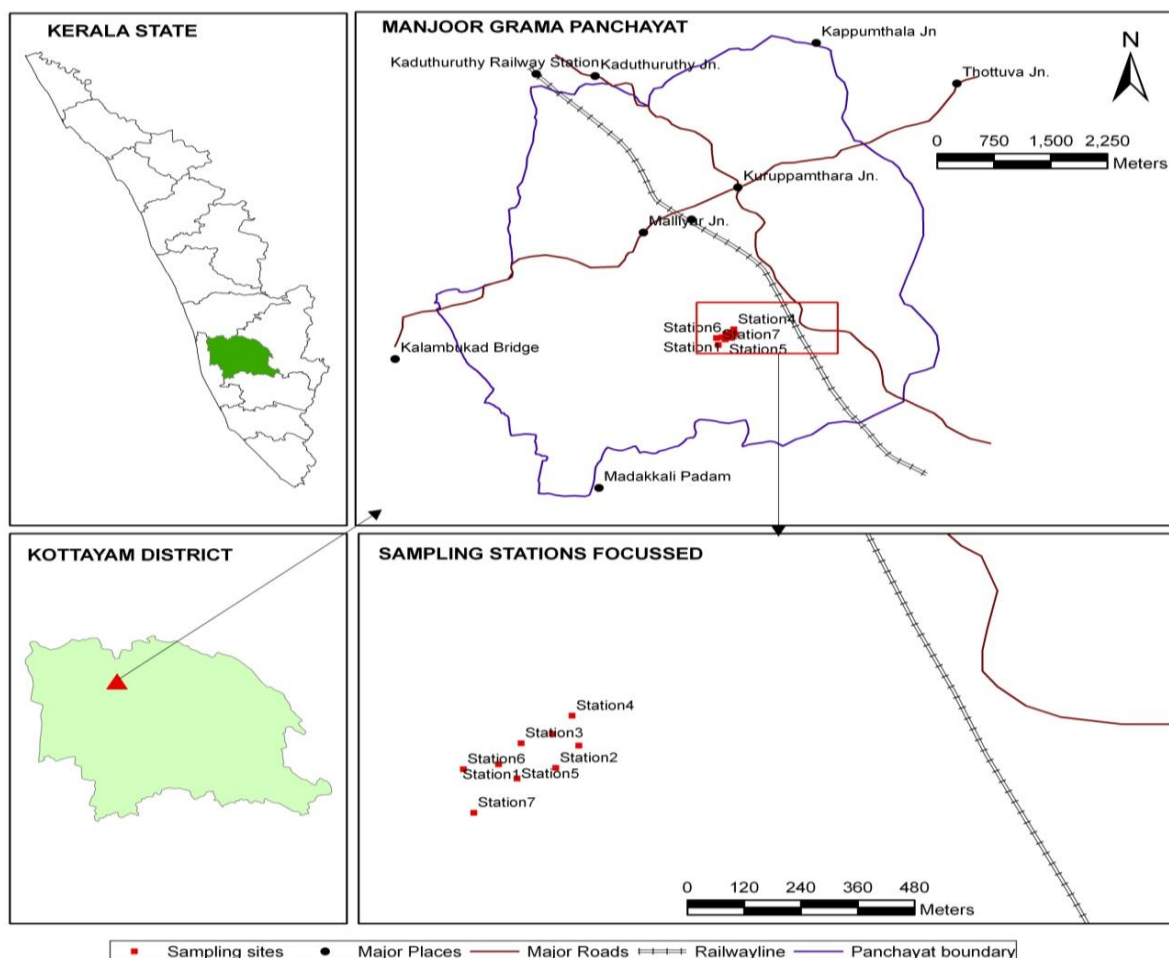 KERALA STATE
MANJOOR GRAMA PANCHAYAT
Kappumthala Jn
Kaduthuruthy Railway Station
Kaduthuruthy Jn.
Thottuva Jn.
N
0 750 1,500 2,250
Meters
Kuruppamthara Jn.
Malliyur Jn.
Station4
Station6
Station7
Station1
Station5
Kalambukad Bridge
Madakkali Padam
KOTTAYAM DISTRICT
SAMPLING STATIONS FOCUSSED
Station4
Station3
Station6
Station2
Station1
Station5
Station7
0 120 240 360 480
Meters
Sampling sites Major Places Major Roads Railwayline Panchayat boundary